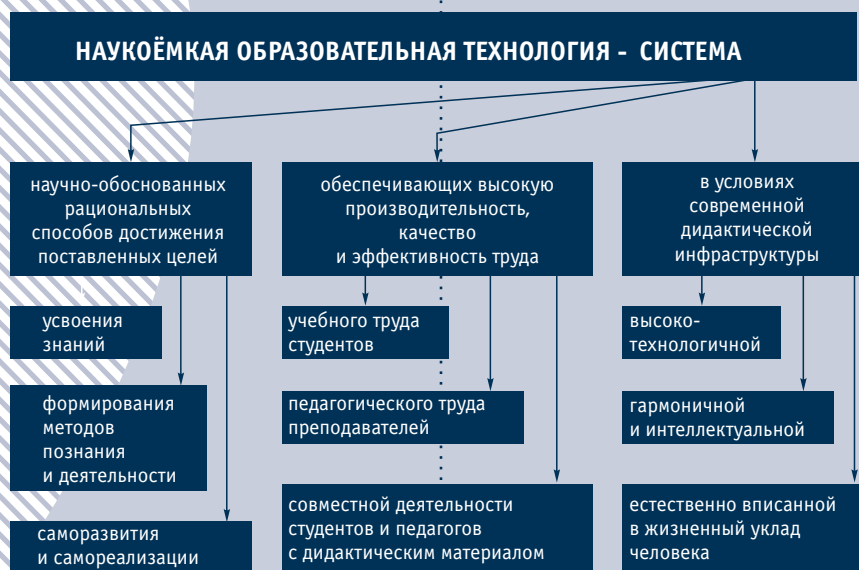 НАУКОЁМКАЯ ОБРАЗОВАТЕЛЬНАЯ ТЕХНОЛОГИЯ - СИСТЕМА
научно-обоснованных
рациональных
способов достижения
поставленных целей
усвоения
знаний
формирования
методов
познания
и деятельности
саморазвития
и самореализации
обеспечивающих высокую
производительность,
качество
и эффективность труда
учебного труда
студентов
педагогического труда
преподавателей
совместной деятельности
студентов и педагогов
с дидактическим материалом
в условиях
современной
дидактической
инфраструктуры
высоко-
технологичной
гармоничной
и интеллектуальной
естественно вписанной
в жизненный уклад
человека